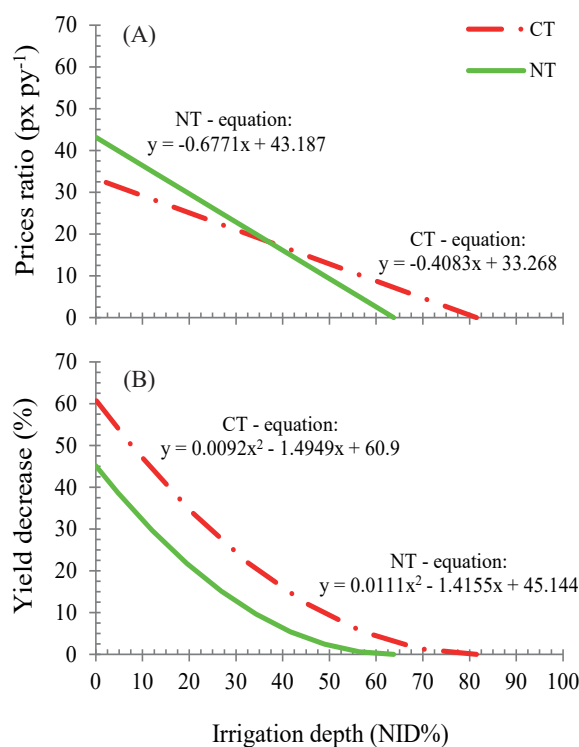 (A)
CT
NT
Prices ratio (px py⁻¹)
70
60
50
40
30
20
10
0
NT - equation:
y = -0.6771x + 43.187
CT - equation:
y = -0.4083x + 33.268
(B)
Yield decrease (%)
70
60
50
40
30
20
10
0
CT - equation:
y = 0.0092x² - 1.4949x + 60.9
NT - equation:
y = 0.0111x² - 1.4155x + 45.144
0 10 20 30 40 50 60 70 80 90 100
Irrigation depth (NID%)